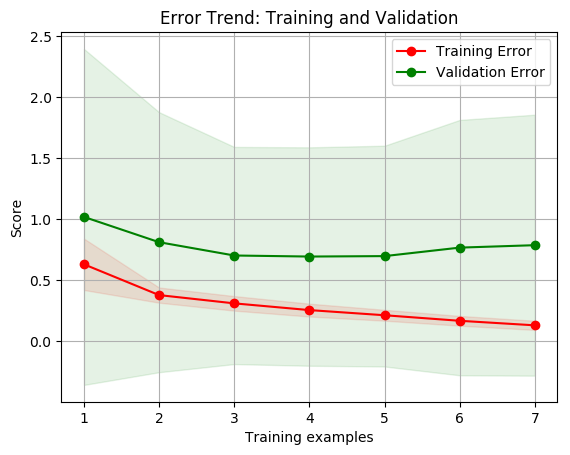 Error Trend: Training and Validation
2.5
2.0
1.5
1.0
0.5
0.0
Score
Training Error
Validation Error
1 2 3 4 5 6 7
Training examples